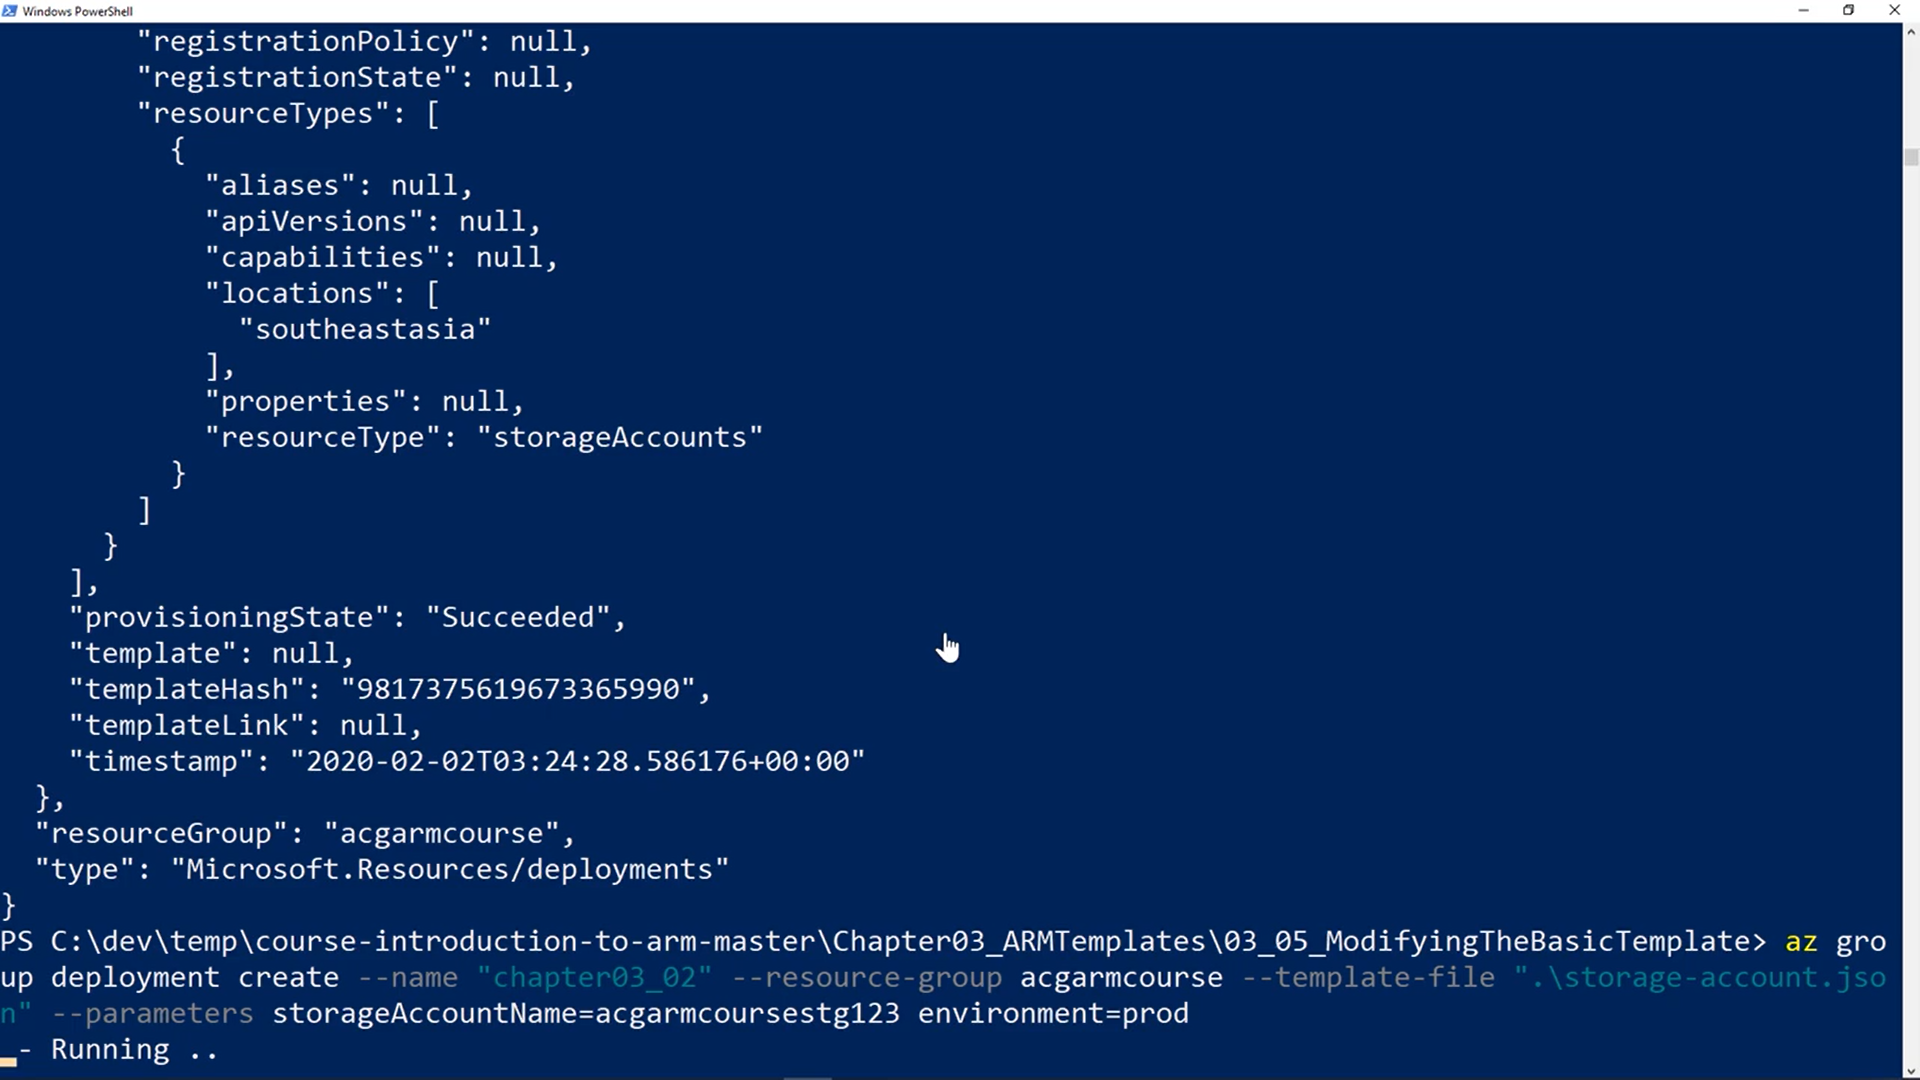 Windows PowerShell
"registrationPolicy": null,
"registrationState": null,
"resourceTypes": [
{
"aliases": null,
"apiVersions": null,
"capabilities": null,
"locations": [
"southeastasia"
],
"properties": null,
"resourceType": "storageAccounts"
}
]
}
],
"provisioningState": "Succeeded",
"template": null,
"templateHash": "9817375619673365990",
"templateLink": null,
"timestamp": "2020-02-02T03:24:28.586176+00:00"
},
"resourceGroup": "acgarmcourse",
"type": "Microsoft.Resources/deployments"
}
PS C:\dev\temp\course-introduction-to-arm-master\Chapter03_ARMTemplates\03_05_ModifyingTheBasicTemplate> az gro
up deployment create --name "chapter03_02" --resource-group acgarmcourse --template-file ".\storage-account.jso
n" --parameters storageAccountName=acgarmcoursestg123 environment=prod
- Running ..